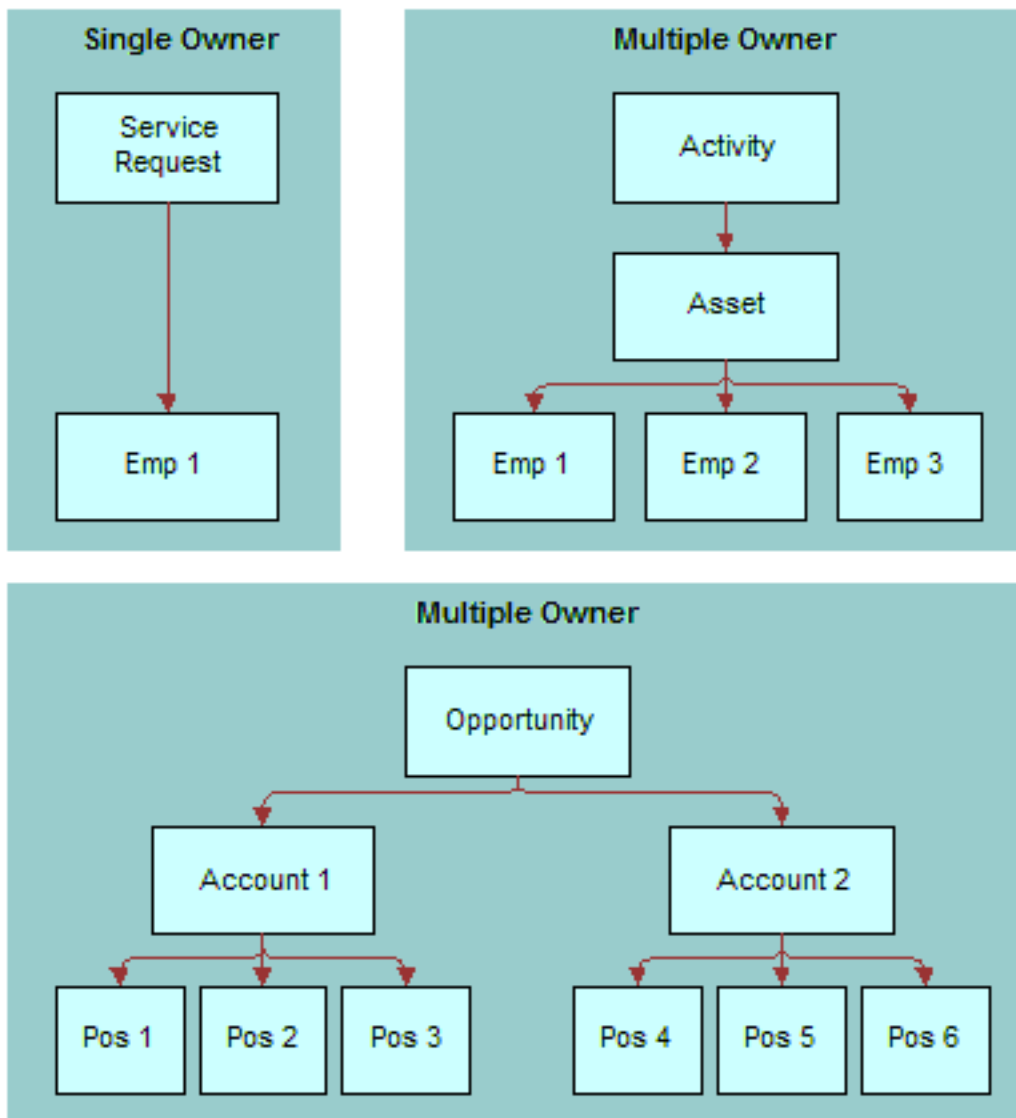 Single Owner
Service
Request
Emp 1
Multiple Owner
Activity
Asset
Emp 1
Emp 2
Emp 3
Multiple Owner
Opportunity
Account 1
Account 2
Pos 1
Pos 2
Pos 3
Pos 4
Pos 5
Pos 6